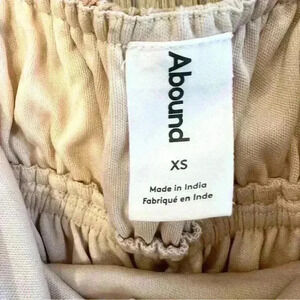 Abound
XS
Made in India
Fabriqué en Inde